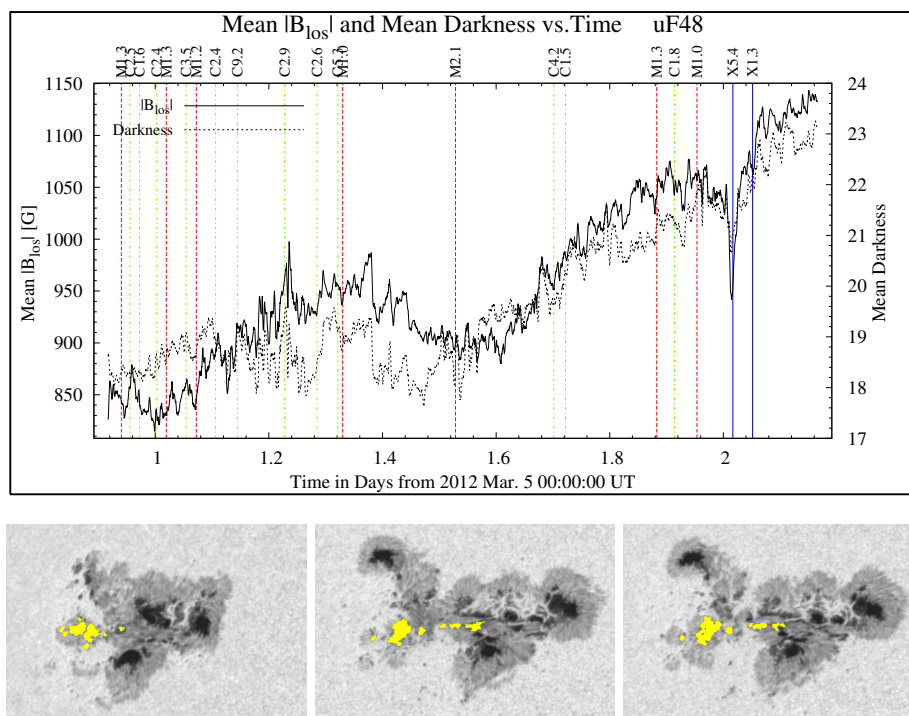 Mean |B_los| and Mean Darkness vs.Time uF48
M1.3
C2.5
C1.6
C2.4
M1.3
C3.5
M1.2
C2.4
C9.2
C2.9
C2.6
M1.0
M2.1
C4.2
C1.5
M1.3
C1.8
M1.0
X5.4
X1.3
1150
1100
1050
1000
950
900
850
Mean |B_los| [G]
|B_los|
Darkness
24
23
22
21
20
19
18
17
Mean Darkness
1
1.2
1.4
1.6
1.8
2
Time in Days from 2012 Mar. 5 00:00:00 UT